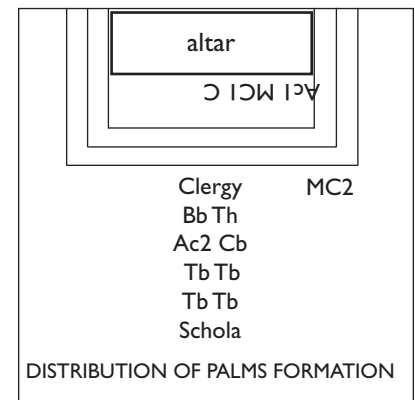 altar
Ac1 MC1 C
Clergy MC2
Bb Th
Ac2 Cb
Tb Tb
Tb Tb
Schola
DISTRIBUTION OF PALMS FORMATION